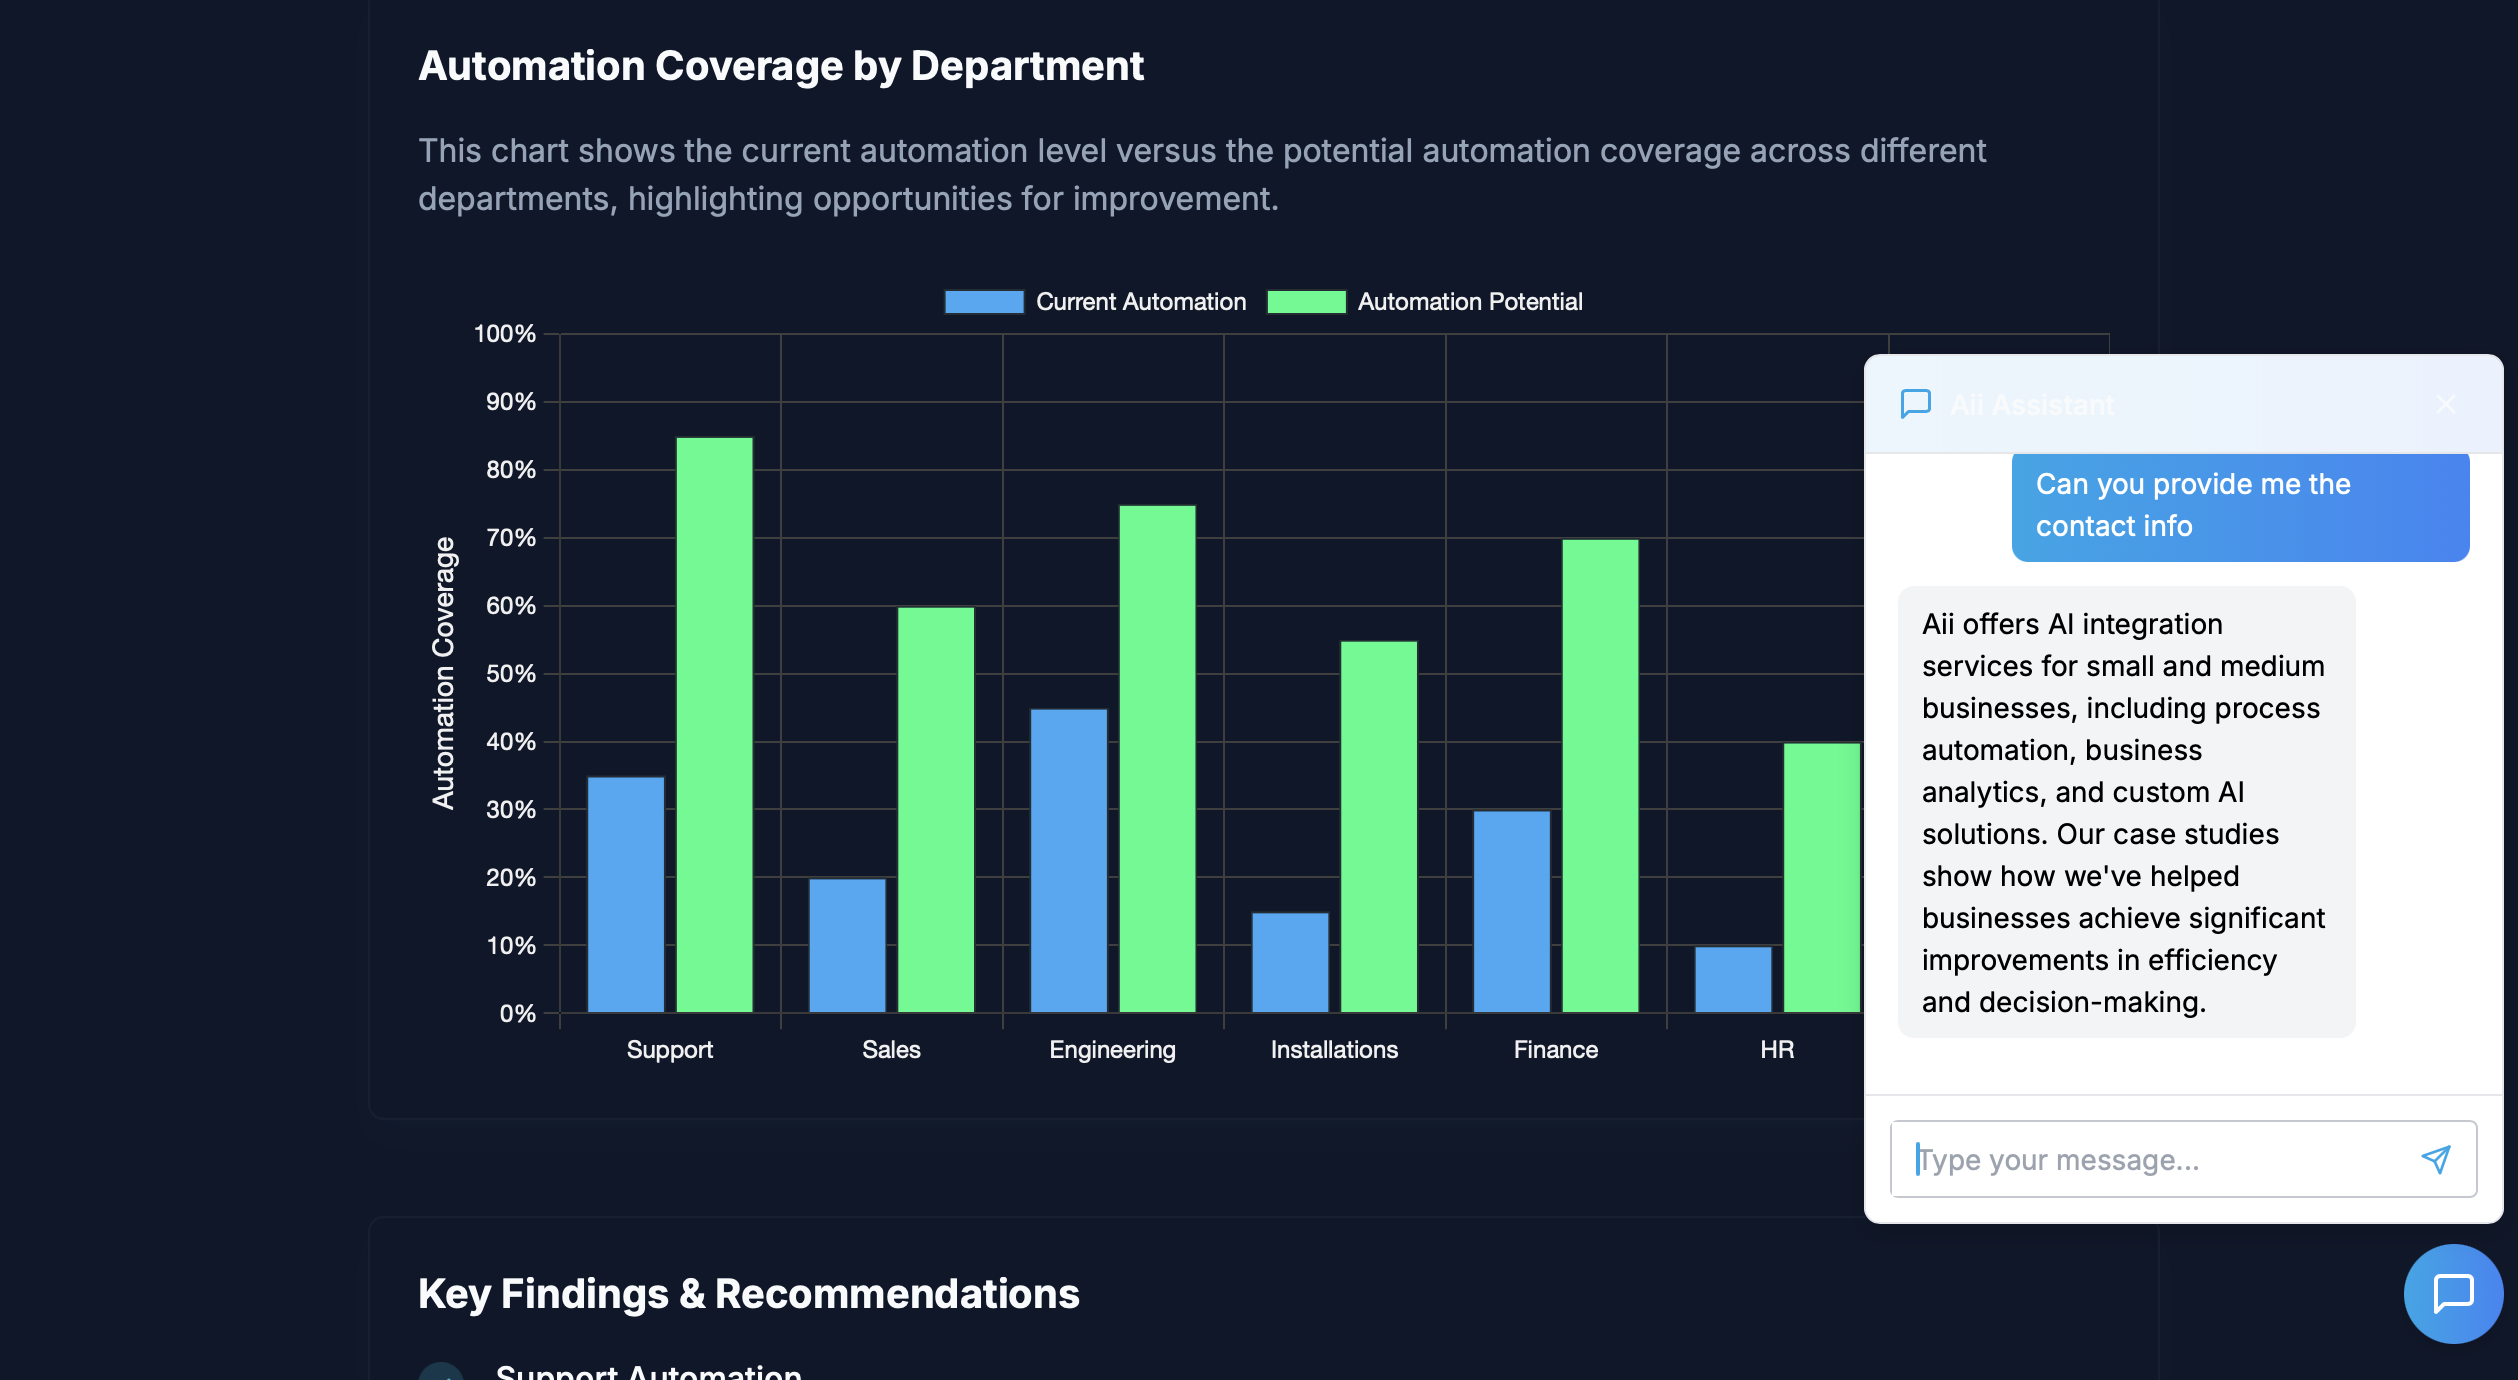 Automation Coverage by Department
This chart shows the current automation level versus the potential automation coverage across different
departments, highlighting opportunities for improvement.
Current Automation
Automation Potential
100%
90%
80%
70%
60%
50%
40%
30%
20%
10%
0%
Automation Coverage
Support
Sales
Engineering
Installations
Finance
HR
Aii Assistant
Can you provide me the
contact info
Aii offers AI integration
services for small and medium
businesses, including process
automation, business
analytics, and custom AI
solutions. Our case studies
show how we've helped
businesses achieve significant
improvements in efficiency
and decision-making.
Type your message...
Key Findings & Recommendations
Support Automation